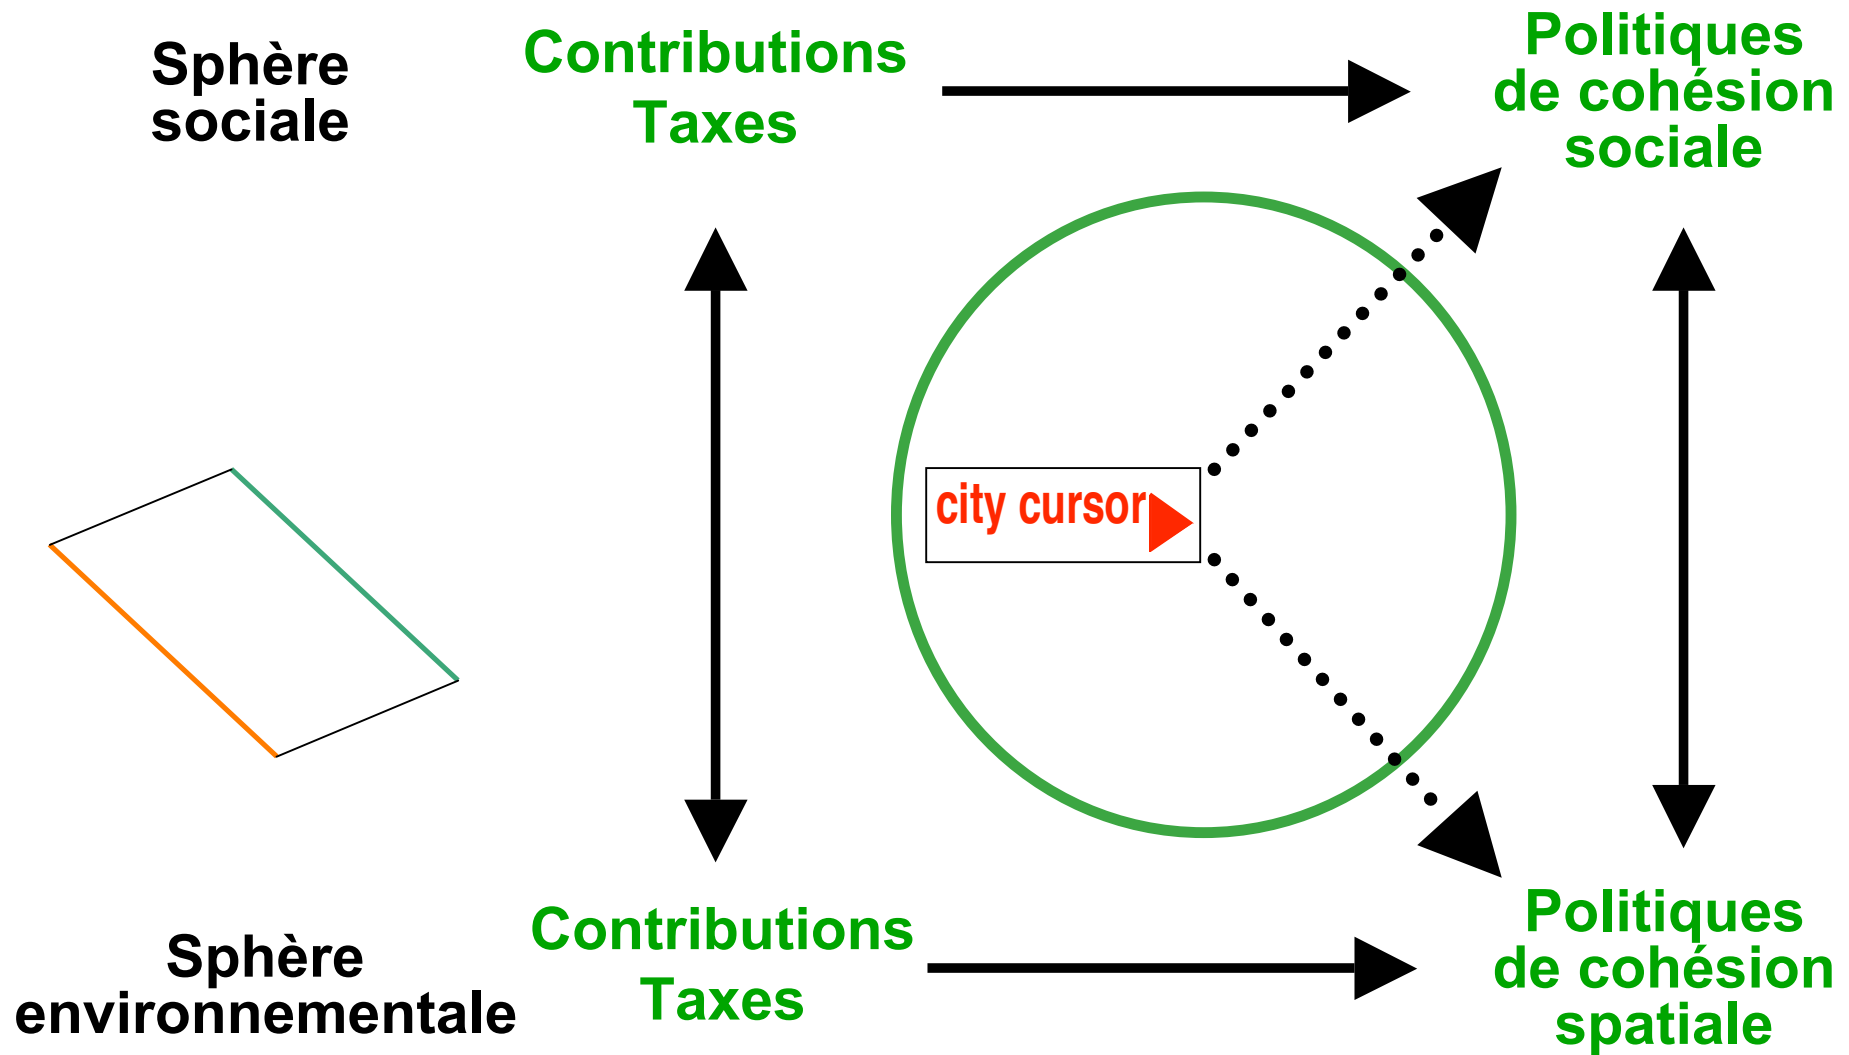 Sphère
sociale
Contributions
Taxes
Politiques
de cohésion
sociale
city cursor
Sphère
environnementale
Contributions
Taxes
Politiques
de cohésion
spatiale